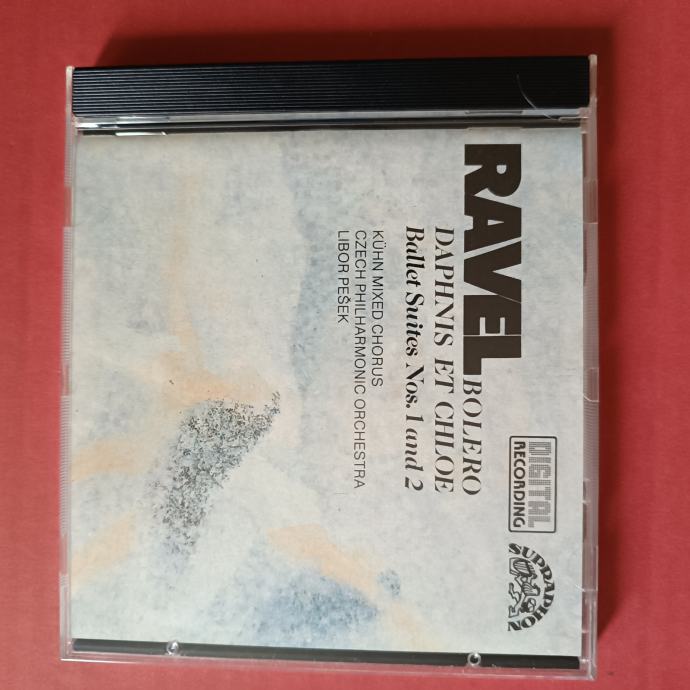 RAVEL
BOLERO
DAPHNIS ET CHLOE
Ballet Suites Nos. 1 and 2
KÜHN MIXED CHORUS
CZECH PHILHARMONIC ORCHESTRA
LIBOR PEŠEK
DIGITAL
RECORDING
SUPRAPHON